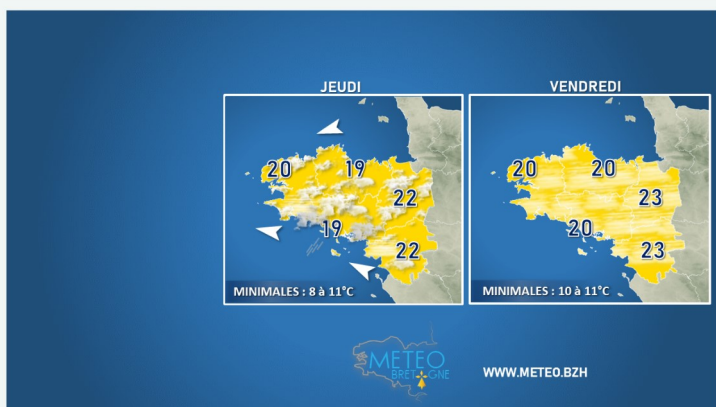 JEUDI
20
19
22
19
22
MINIMALES : 8 à 11°C
VENDREDI
20
20
23
20
23
MINIMALES : 10 à 11°C
METEO
BRETAGNE
WWW.METEO.BZH